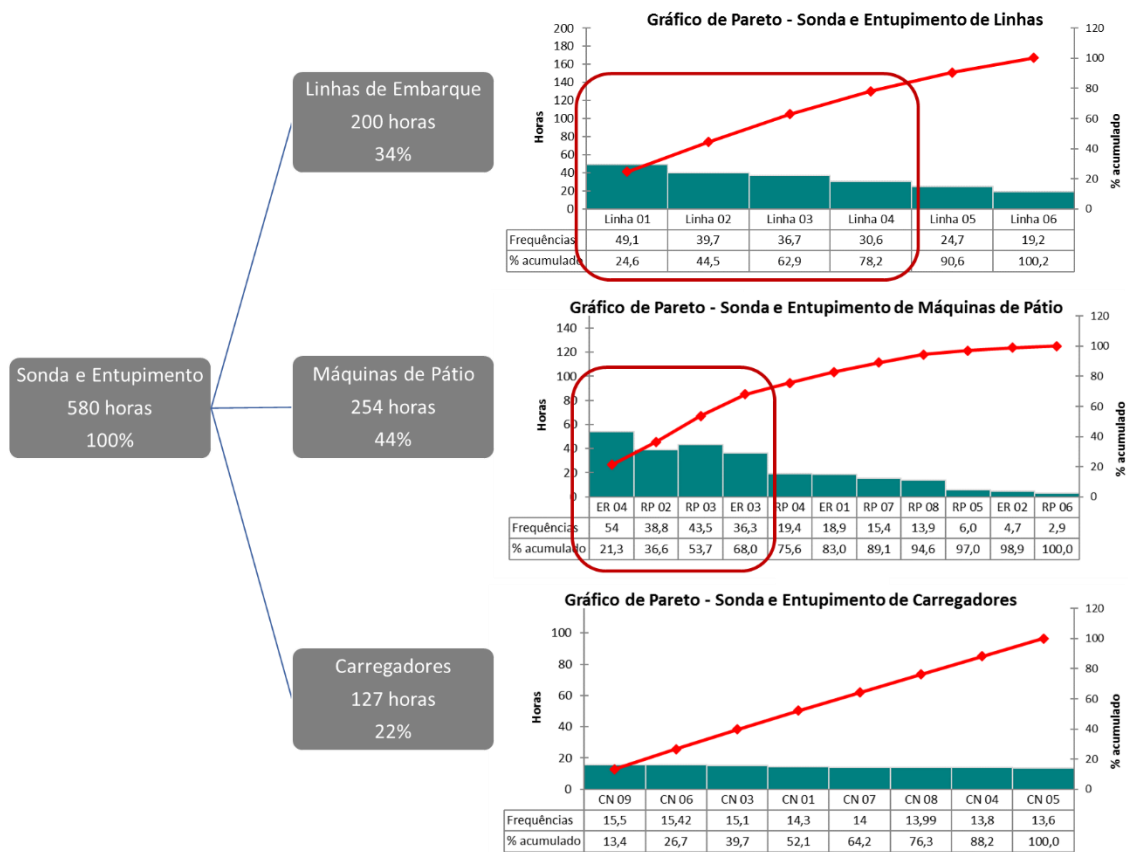 Sonda e Entupimento
580 horas
100%
Linhas de Embarque
200 horas
34%
Máquinas de Pátio
254 horas
44%
Carregadores
127 horas
22%
Gráfico de Pareto - Sonda e Entupimento de Linhas
200
180
160
140
120
100
80
60
40
20
0
Horas
120
100
80
60
40
20
0
% acumulado
Linha 01 Linha 02 Linha 03 Linha 04 Linha 05 Linha 06
Frequências 49,1 39,7 36,7 30,6 24,7 19,2
% acumulado 24,6 44,5 62,9 78,2 90,6 100,2
Gráfico de Pareto - Sonda e Entupimento de Máquinas de Pátio
140
120
100
80
60
40
20
0
Horas
120
100
80
60
40
20
0
% acumulado
ER 04 RP 02 RP 03 ER 03 RP 04 ER 01 RP 07 RP 08 RP 05 ER 02 RP 06
Frequências 54 38,8 43,5 36,3 19,4 18,9 15,4 13,9 6,0 4,7 2,9
% acumulado 21,3 36,6 53,7 68,0 75,6 83,0 89,1 94,6 97,0 98,9 100,0
Gráfico de Pareto - Sonda e Entupimento de Carregadores
100
80
60
40
20
0
Horas
120
100
80
60
40
20
0
% acumulado
CN 09 CN 06 CN 03 CN 01 CN 07 CN 08 CN 04 CN 05
Frequências 15,5 15,42 15,1 14,3 14 13,99 13,8 13,6
% acumulado 13,4 26,7 39,7 52,1 64,2 76,3 88,2 100,0